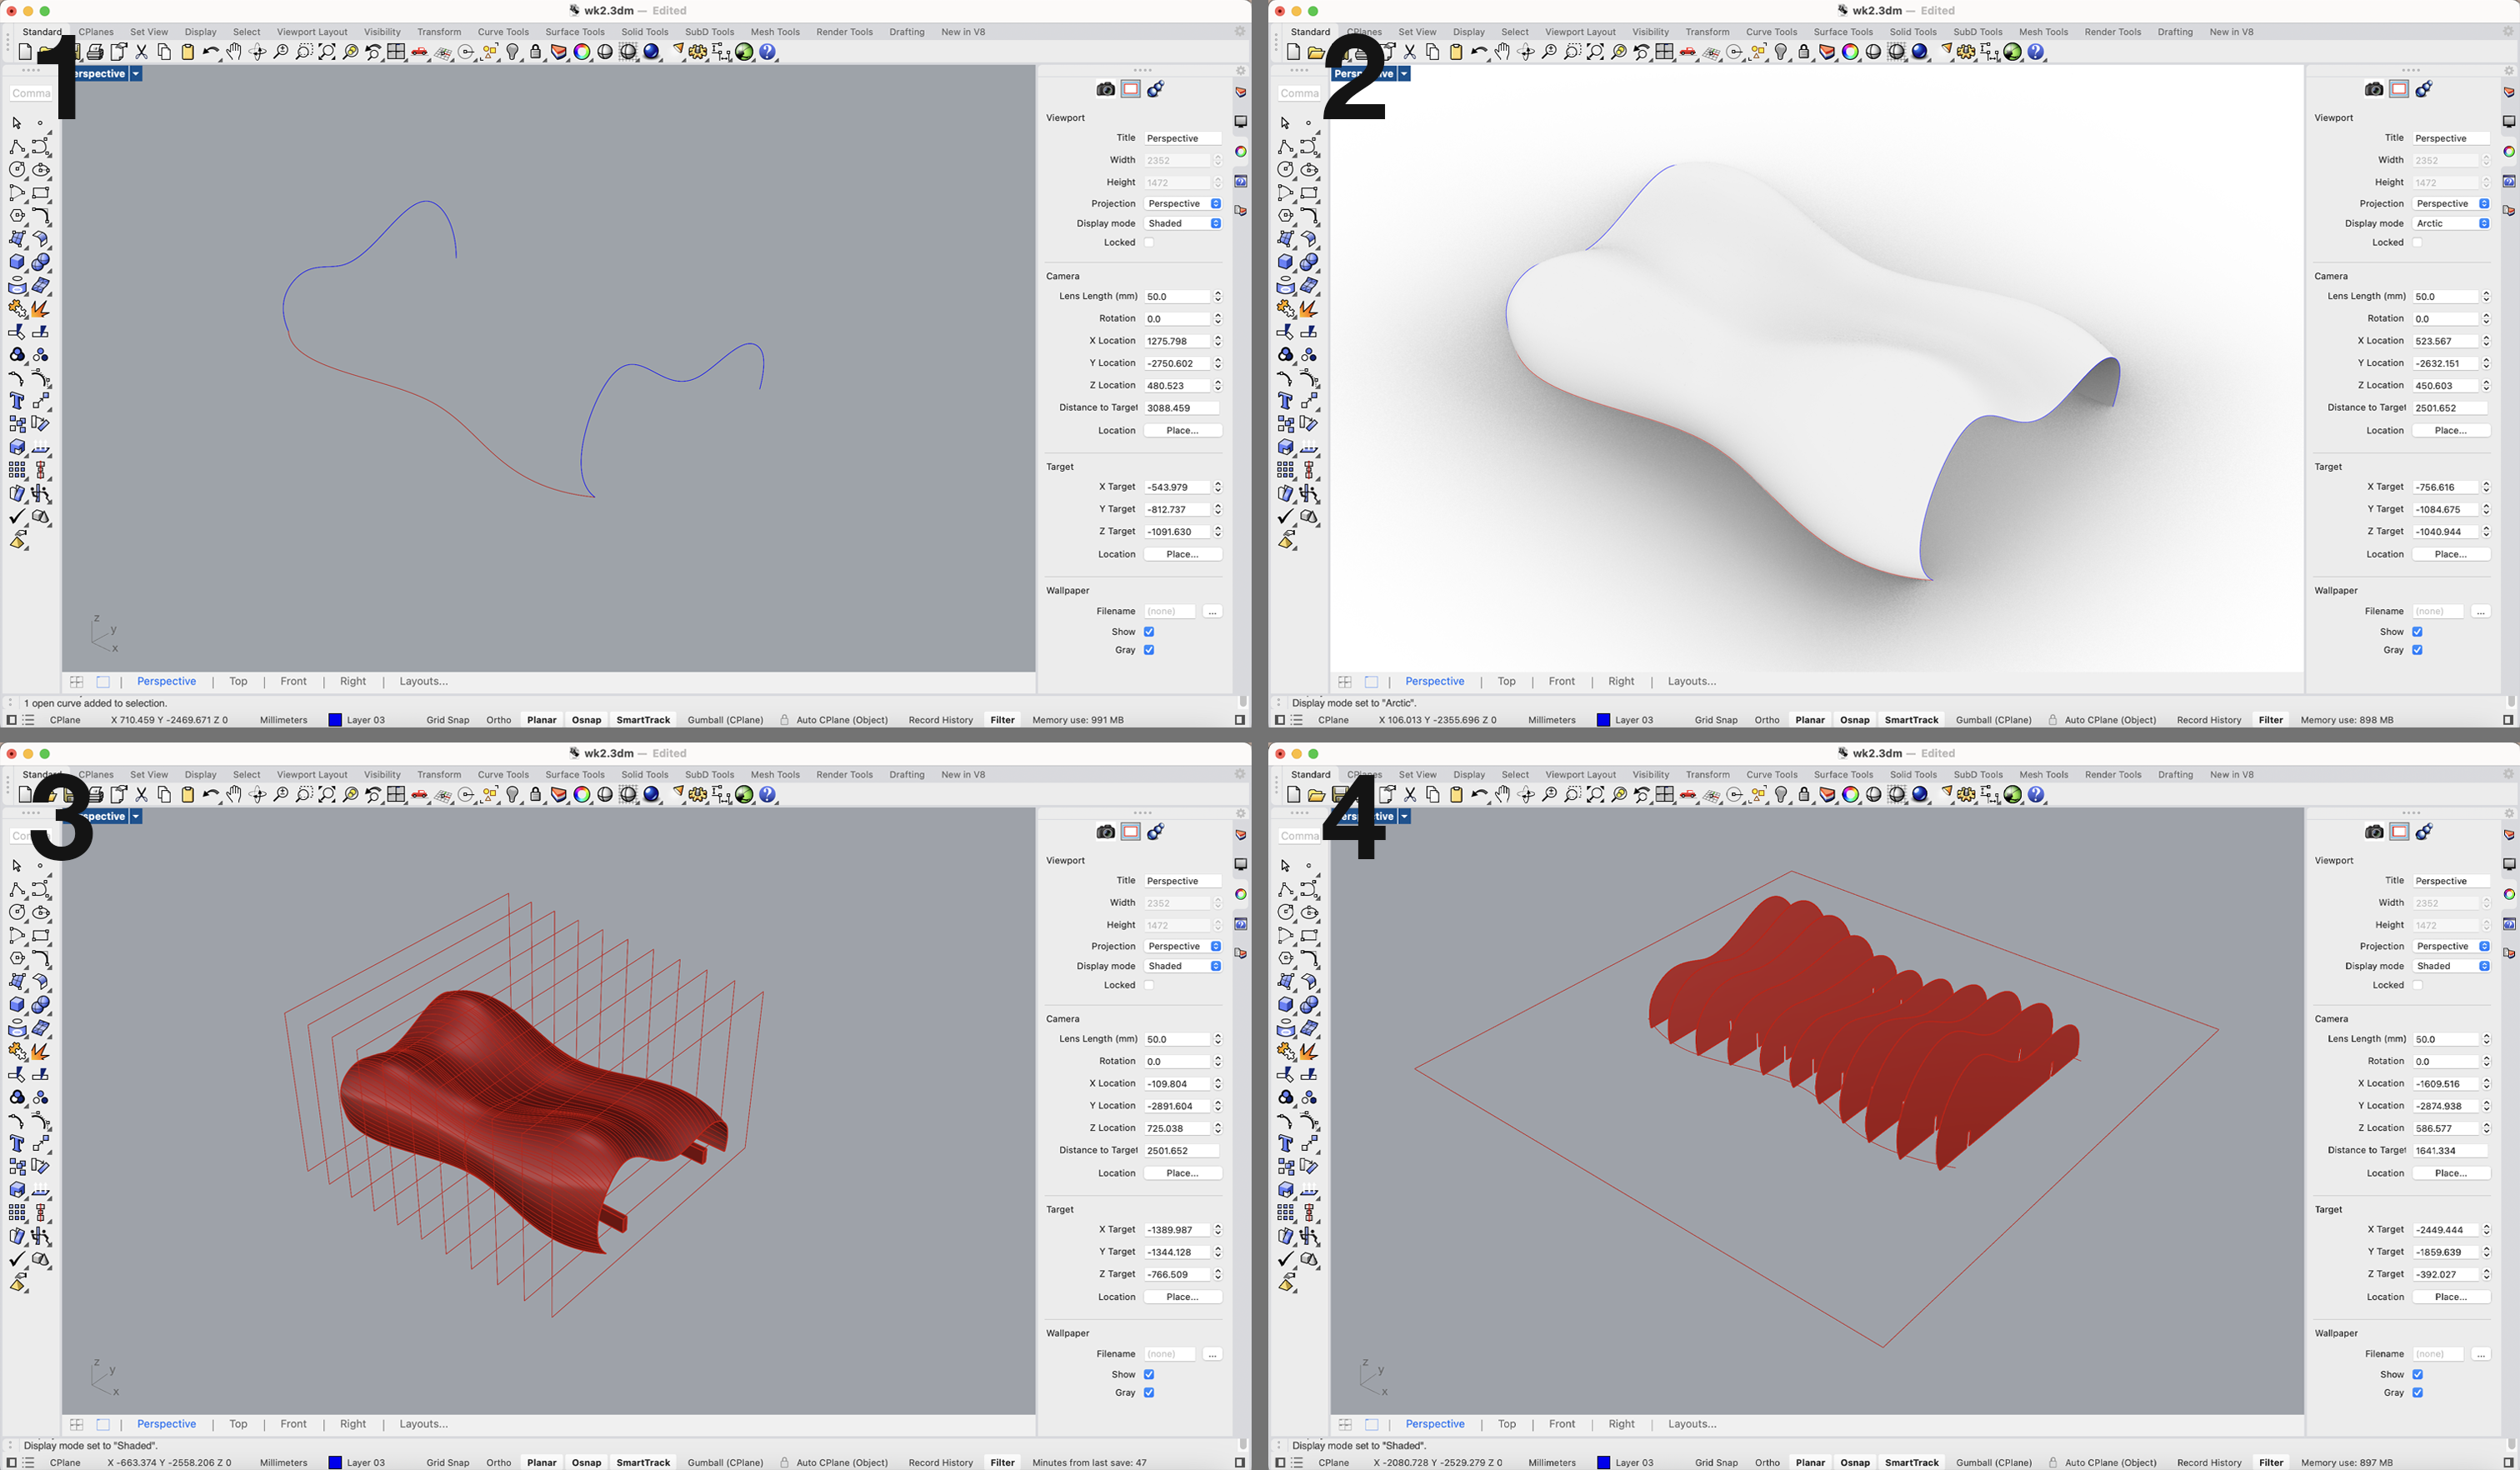 wk2.3dm — Edited
Standard CPlanes Set View Display Select Viewport Layout Visibility Transform Curve Tools Surface Tools Solid Tools SubD Tools Mesh Tools Render Tools Drafting New in V8
1
Perspective
Comma
Viewport
Title Perspective
Width 2352
Height 1472
Projection Perspective
Display mode Shaded
Locked
Camera
Lens Length (mm) 50.0
Rotation 0.0
X Location 1275.798
Y Location -2750.602
Z Location 480.523
Distance to Target 3088.459
Location Place...
Target
X Target -543.979
Y Target -812.737
Z Target -1091.630
Location Place...
Wallpaper
Filename (none) ...
Show
Gray
z
y
x
Perspective | Top | Front | Right | Layouts...
1 open curve added to selection.
CPlane X 710.459 Y -2469.671 Z 0 Millimeters Layer 03 Grid Snap Ortho Planar Osnap SmartTrack Gumball (CPlane) Auto CPlane (Object) Record History Filter Memory use: 991 MB
wk2.3dm — Edited
Standard CPlanes Set View Display Select Viewport Layout Visibility Transform Curve Tools Surface Tools Solid Tools SubD Tools Mesh Tools Render Tools Drafting New in V8
2
Perspective
Comma
Viewport
Title Perspective
Width 2352
Height 1472
Projection Perspective
Display mode Arctic
Locked
Camera
Lens Length (mm) 50.0
Rotation 0.0
X Location 523.567
Y Location -2632.151
Z Location 450.603
Distance to Target 2501.652
Location Place...
Target
X Target -756.616
Y Target -1084.675
Z Target -1040.944
Location Place...
Wallpaper
Filename (none) ...
Show
Gray
Perspective | Top | Front | Right | Layouts...
Display mode set to "Arctic".
CPlane X 106.013 Y -2355.696 Z 0 Millimeters Layer 03 Grid Snap Ortho Planar Osnap SmartTrack Gumball (CPlane) Auto CPlane (Object) Record History Filter Memory use: 898 MB
wk2.3dm — Edited
Standard CPlanes Set View Display Select Viewport Layout Visibility Transform Curve Tools Surface Tools Solid Tools SubD Tools Mesh Tools Render Tools Drafting New in V8
3
Perspective
Viewport
Title Perspective
Width 2352
Height 1472
Projection Perspective
Display mode Shaded
Locked
Camera
Lens Length (mm) 50.0
Rotation 0.0
X Location -109.804
Y Location -2891.604
Z Location 725.038
Distance to Target 2501.652
Location Place...
Target
X Target -1389.987
Y Target -1344.128
Z Target -766.509
Location Place...
Wallpaper
Filename (none) ...
Show
Gray
z
y
x
Perspective | Top | Front | Right | Layouts...
Display mode set to "Shaded".
CPlane X -663.374 Y -2558.206 Z 0 Millimeters Layer 03 Grid Snap Ortho Planar Osnap SmartTrack Gumball (CPlane) Auto CPlane (Object) Record History Filter Minutes from last save: 47
wk2.3dm — Edited
Standard CPlanes Set View Display Select Viewport Layout Visibility Transform Curve Tools Surface Tools Solid Tools SubD Tools Mesh Tools Render Tools Drafting New in V8
4
Perspective
Comma
Viewport
Title Perspective
Width 2352
Height 1472
Projection Perspective
Display mode Shaded
Locked
Camera
Lens Length (mm) 50.0
Rotation 0.0
X Location -1609.516
Y Location -2874.938
Z Location 586.577
Distance to Target 1641.334
Location Place...
Target
X Target -2449.444
Y Target -1859.639
Z Target -392.027
Location Place...
Wallpaper
Filename (none) ...
Show
Gray
z
y
x
Perspective | Top | Front | Right | Layouts...
Display mode set to "Shaded".
CPlane X -2080.728 Y -2529.279 Z 0 Millimeters Layer 03 Grid Snap Ortho Planar Osnap SmartTrack Gumball (CPlane) Auto CPlane (Object) Record History Filter Memory use: 897 MB